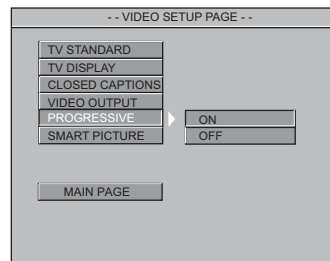 - - VIDEO SETUP PAGE - -
TV STANDARD
TV DISPLAY
CLOSED CAPTIONS
VIDEO OUTPUT
PROGRESSIVE
ON
SMART PICTURE
OFF
MAIN PAGE